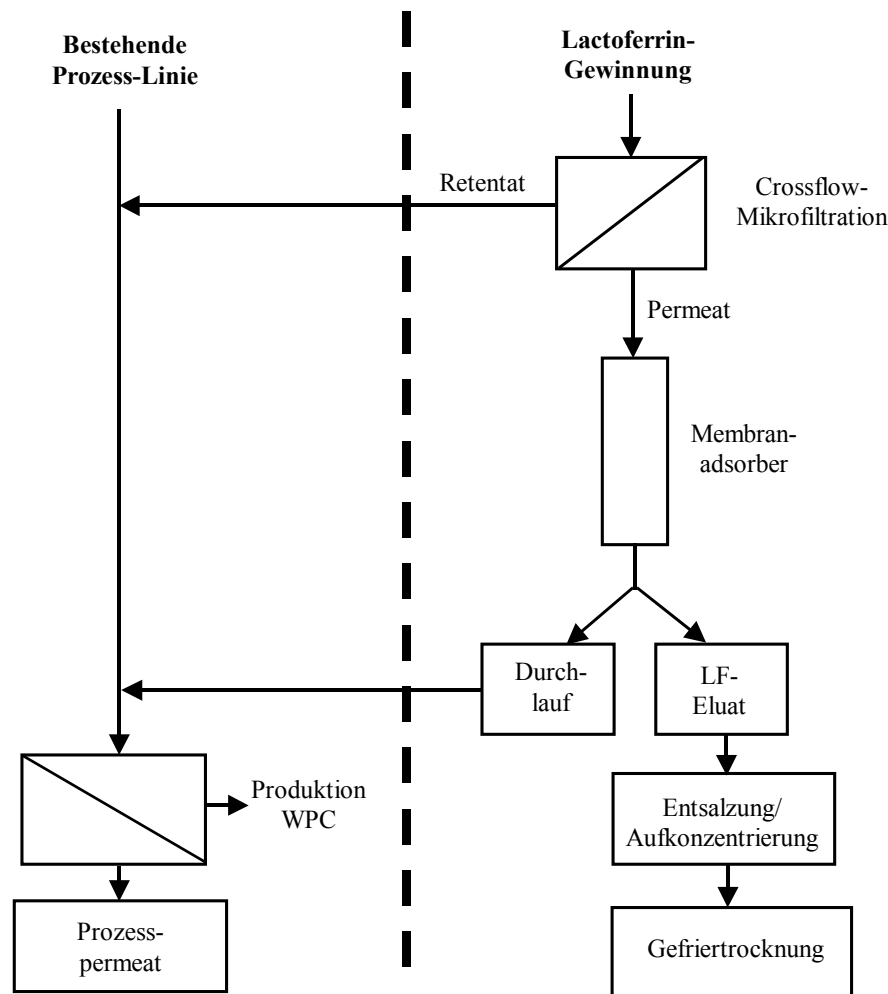 Bestehende
Prozess-Linie
Lactoferrin-
Gewinnung
Retentat
Crossflow-
Mikrofiltration
Permeat
Membran-
adsorber
Durch-
lauf
LF-
Eluat
Produktion
WPC
Entsalzung/
Aufkonzentrierung
Prozess-
permeat
Gefriertrocknung